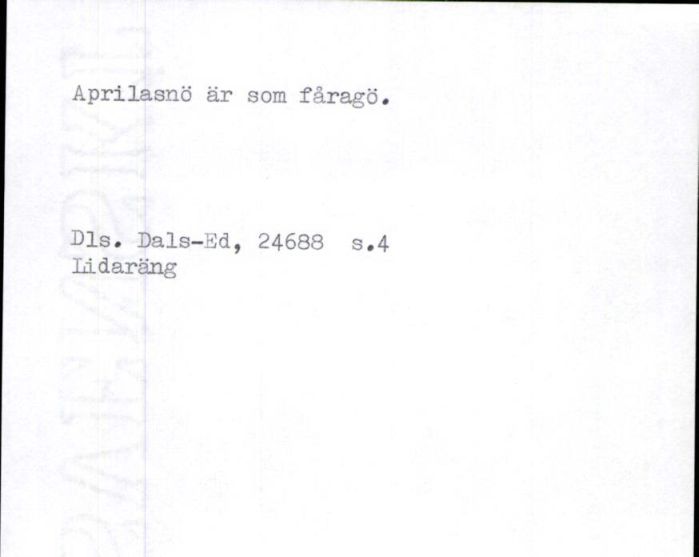 Aprilasnö är som fåragö.
Dls. Dals-Ed, 24688 s.4
Lidaräng